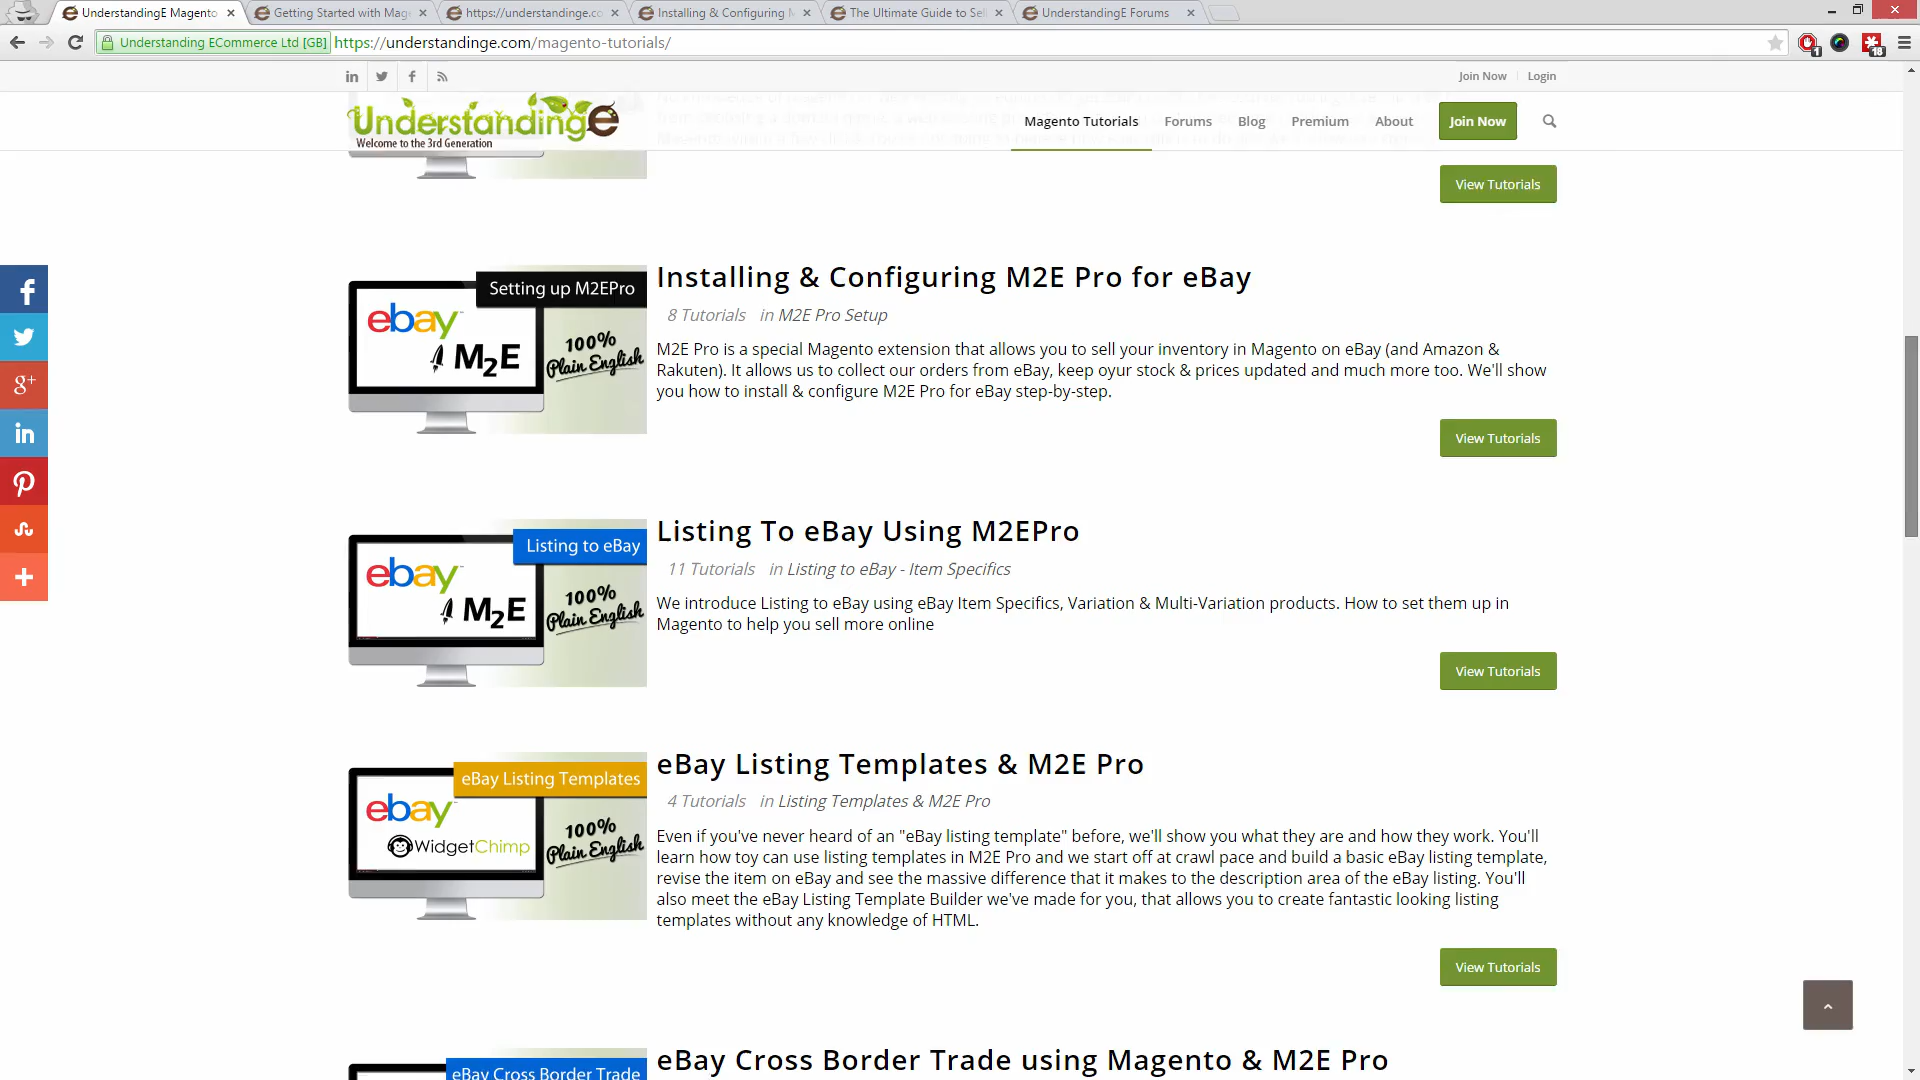 UnderstandingE Magento
Getting Started with Mag
https://understandinge.co
Installing & Configuring M
The Ultimate Guide to Sel
UnderstandingE Forums
Understanding ECommerce Ltd [GB]
https://understandinge.com/magento-tutorials/
1
18
Join Now
Login
UnderstandingE
Welcome to the 3rd Generation
Magento Tutorials
Forums
Blog
Premium
About
Join Now
View Tutorials
Setting up M2EPro
ebay
M2E
100%
Plain English
Installing & Configuring M2E Pro for eBay
8 Tutorials in M2E Pro Setup
M2E Pro is a special Magento extension that allows you to sell your inventory in Magento on eBay (and Amazon &
Rakuten). It allows us to collect our orders from eBay, keep oyur stock & prices updated and much more too. We'll show
you how to install & configure M2E Pro for eBay step-by-step.
View Tutorials
Listing to eBay
ebay
M2E
100%
Plain English
Listing To eBay Using M2EPro
11 Tutorials in Listing to eBay - Item Specifics
We introduce Listing to eBay using eBay Item Specifics, Variation & Multi-Variation products. How to set them up in
Magento to help you sell more online
View Tutorials
eBay Listing Templates
ebay
WidgetChimp
100%
Plain English
eBay Listing Templates & M2E Pro
4 Tutorials in Listing Templates & M2E Pro
Even if you've never heard of an "eBay listing template" before, we'll show you what they are and how they work. You'll
learn how toy can use listing templates in M2E Pro and we start off at crawl pace and build a basic eBay listing template,
revise the item on eBay and see the massive difference that it makes to the description area of the eBay listing. You'll
also meet the eBay Listing Template Builder we've made for you, that allows you to create fantastic looking listing
templates without any knowledge of HTML.
View Tutorials
eBay Cross Border Trade
eBay Cross Border Trade using Magento & M2E Pro